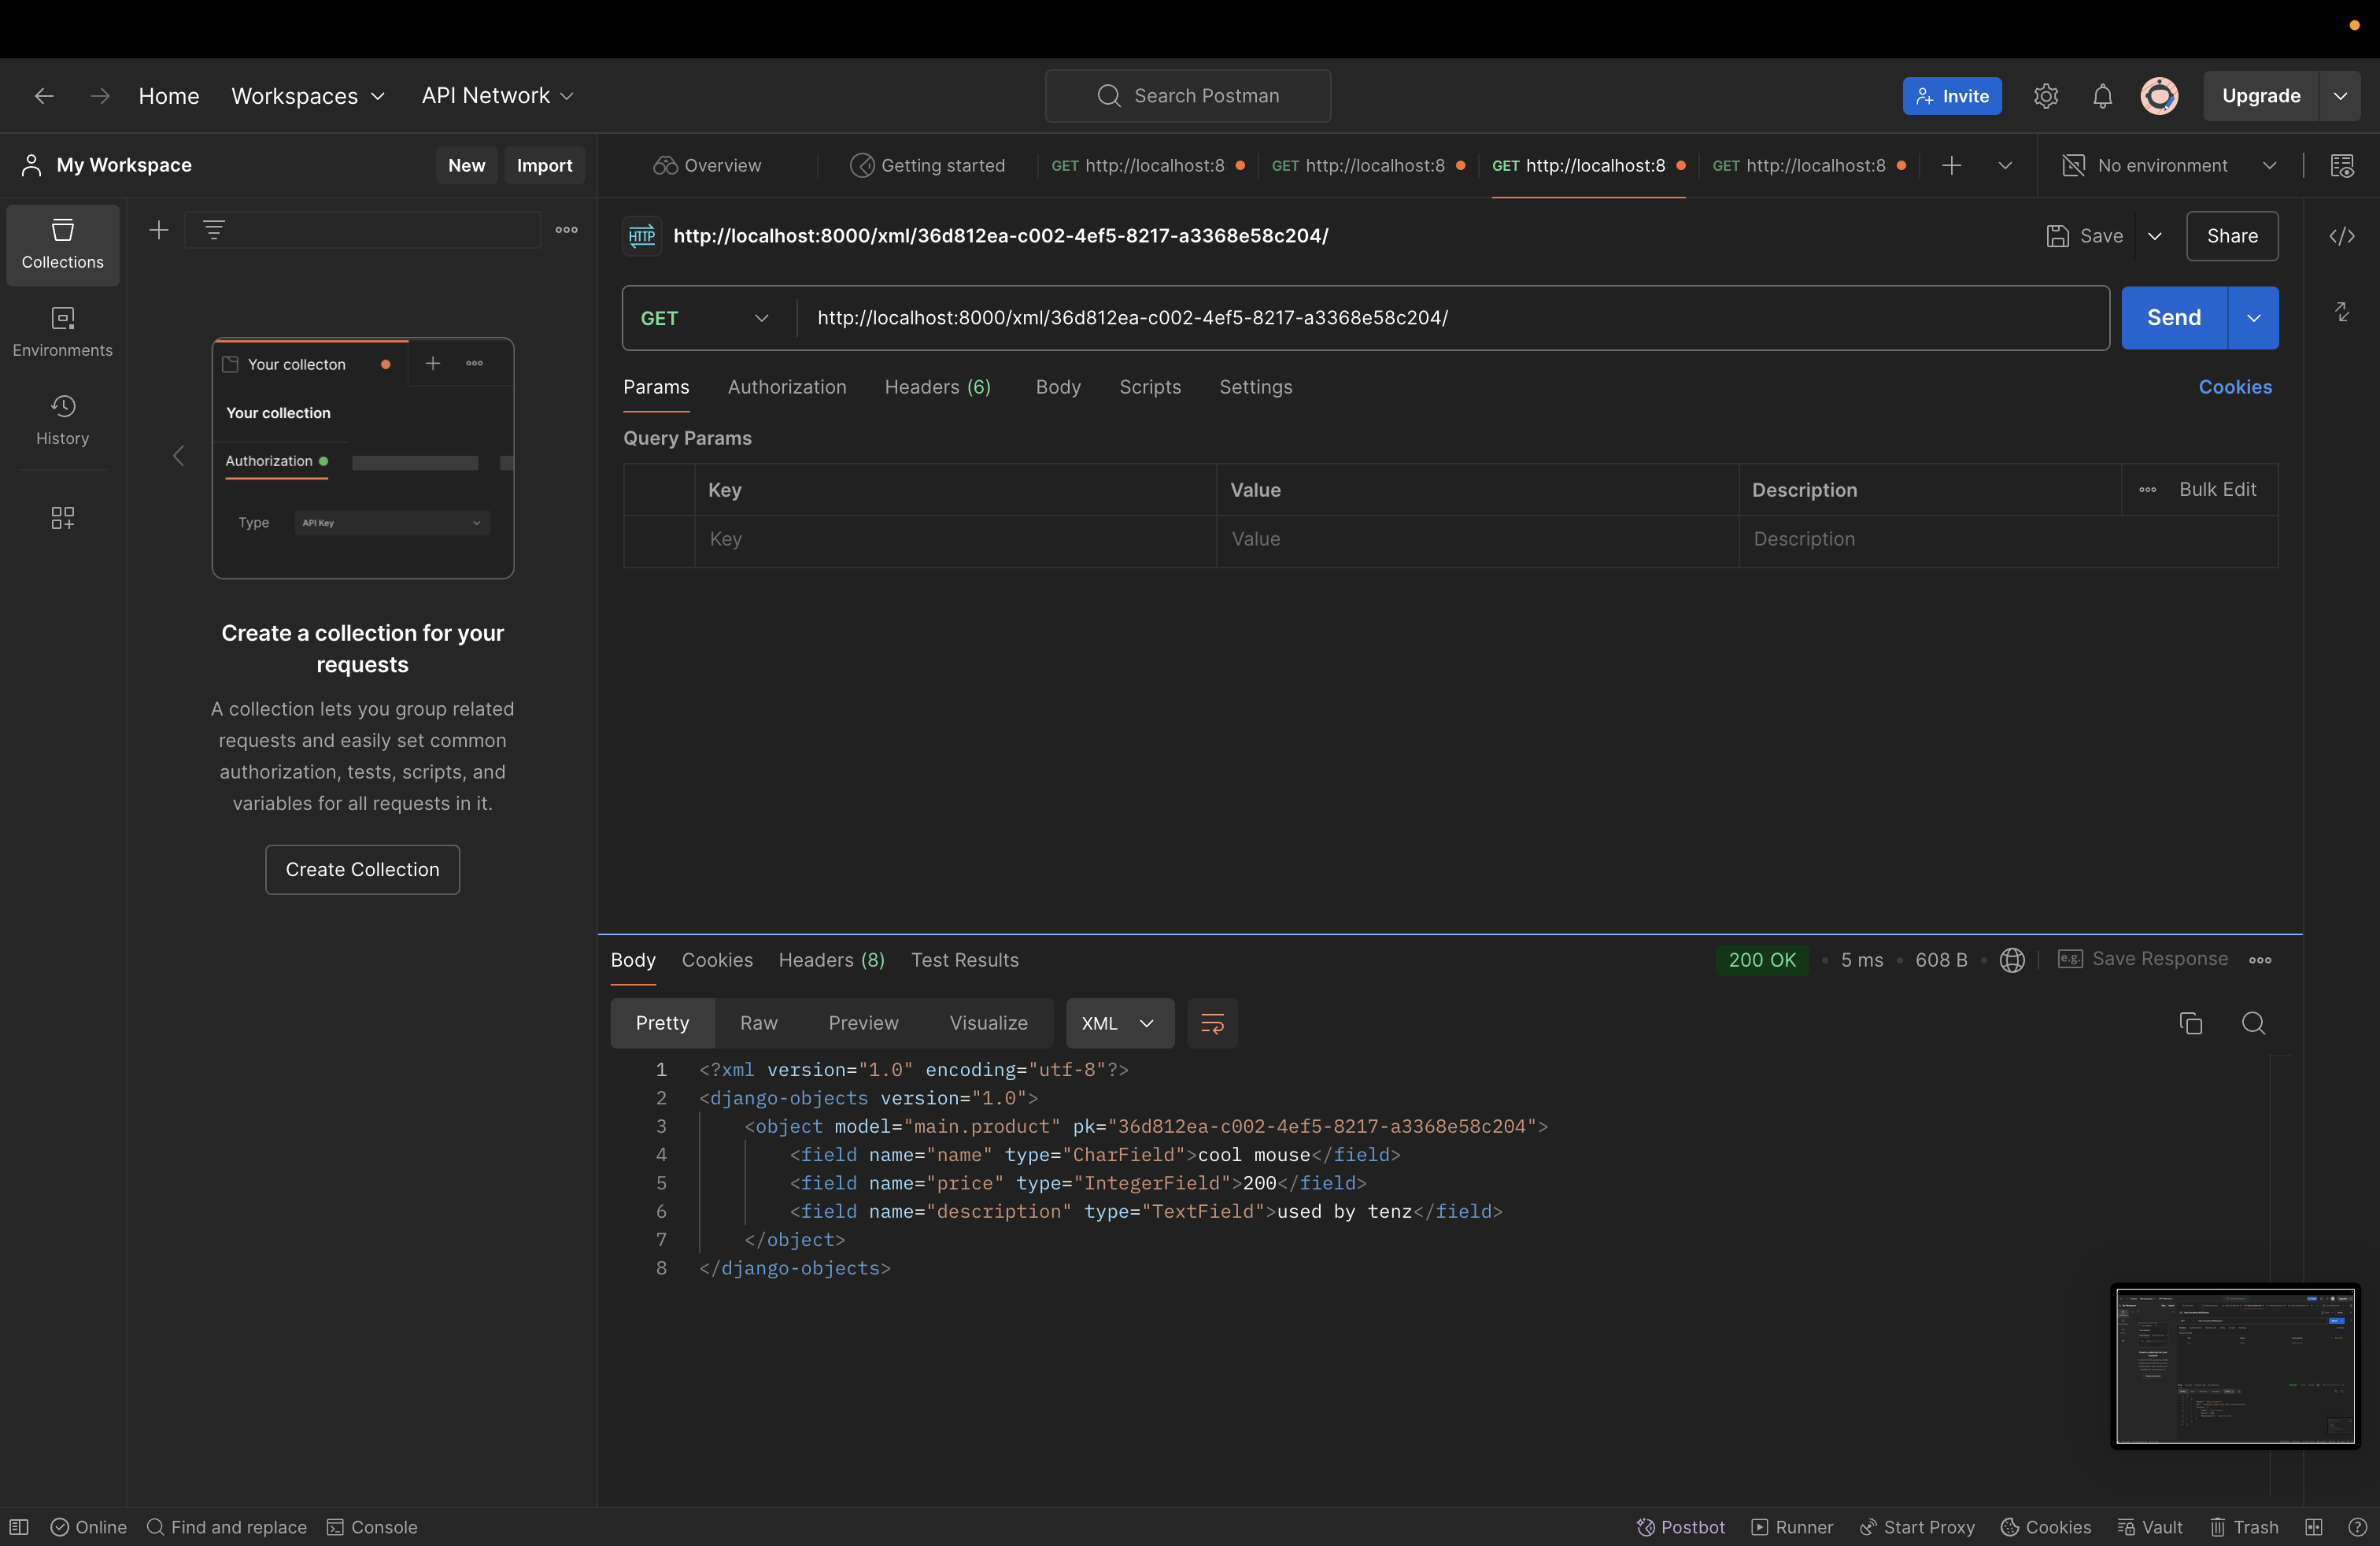 Home
Workspaces
API Network
Search Postman
Invite
Upgrade
My Workspace
New
Import
Overview
Getting started
GET http://localhost:8
GET http://localhost:8
GET http://localhost:8
GET http://localhost:8
No environment
Collections
Environments
History
Your collecton
Your collection
Authorization
Type
API Key
Create a collection for your
requests
A collection lets you group related
requests and easily set common
authorization, tests, scripts, and
variables for all requests in it.
Create Collection
HTTP
http://localhost:8000/xml/36d812ea-c002-4ef5-8217-a3368e58c204/
Save
Share
GET
http://localhost:8000/xml/36d812ea-c002-4ef5-8217-a3368e58c204/
Send
Params
Authorization
Headers (6)
Body
Scripts
Settings
Cookies
Query Params
Key
Value
Description
Bulk Edit
Key
Value
Description
Body
Cookies
Headers (8)
Test Results
200 OK
5 ms
608 B
e.g.
Save Response
Pretty
Raw
Preview
Visualize
XML
1 <?xml version="1.0" encoding="utf-8"?>
2 <django-objects version="1.0">
3 <object model="main.product" pk="36d812ea-c002-4ef5-8217-a3368e58c204">
4 <field name="name" type="CharField">cool mouse</field>
5 <field name="price" type="IntegerField">200</field>
6 <field name="description" type="TextField">used by tenz</field>
7 </object>
8 </django-objects>
Online
Find and replace
Console
Postbot
Runner
Start Proxy
Cookies
Vault
Trash